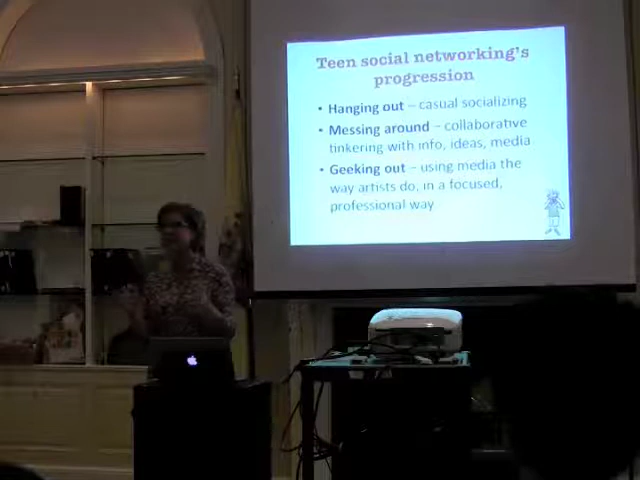 Teen social networking's
progression
• Hanging out – casual socializing
• Messing around – collaborative
tinkering with info, ideas, media
• Geeking out – using media the
way artists do, in a focused,
professional way